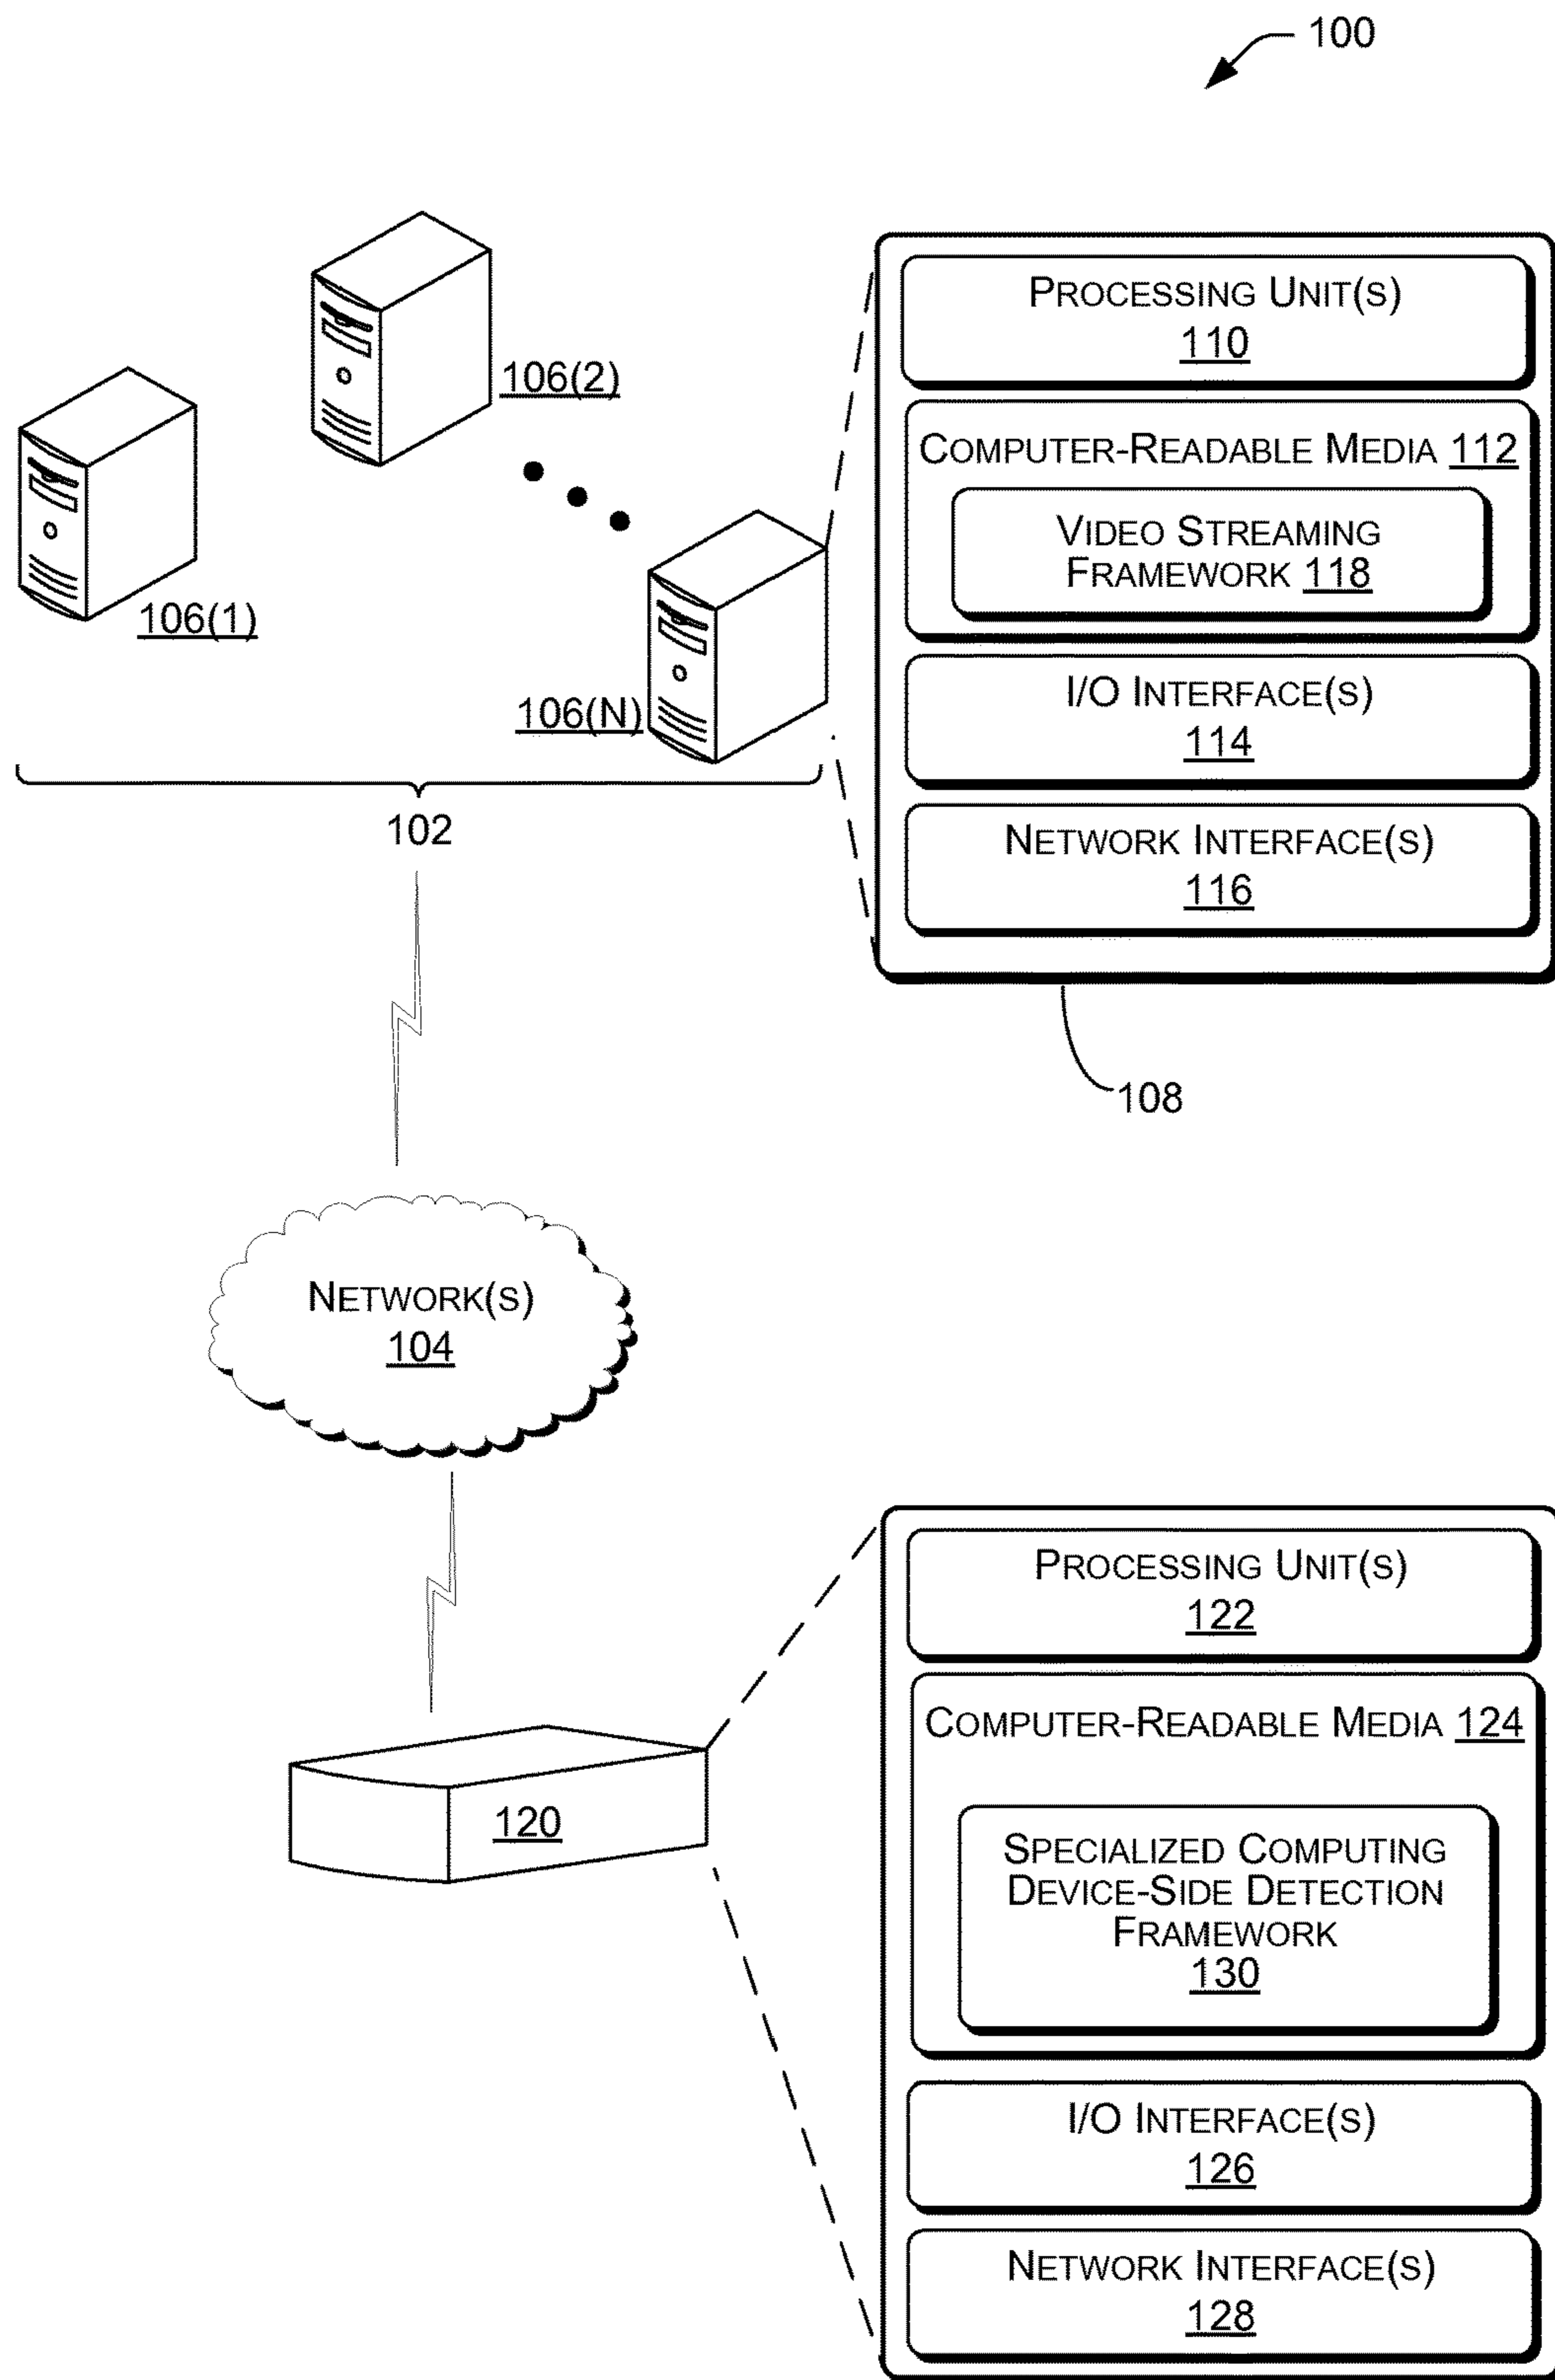 100
PROCESSING UNIT(S)
110
106(2)
COMPUTER-READABLE MEDIA 112
VIDEO STREAMING
FRAMEWORK 118
106(1)
I/O INTERFACE(S)
114
106(N)
NETWORK INTERFACE(S)
116
102
108
NETWORK(S)
104
PROCESSING UNIT(S)
122
COMPUTER-READABLE MEDIA 124
120
SPECIALIZED COMPUTING
DEVICE-SIDE DETECTION
FRAMEWORK
130
I/O INTERFACE(S)
126
NETWORK INTERFACE(S)
128